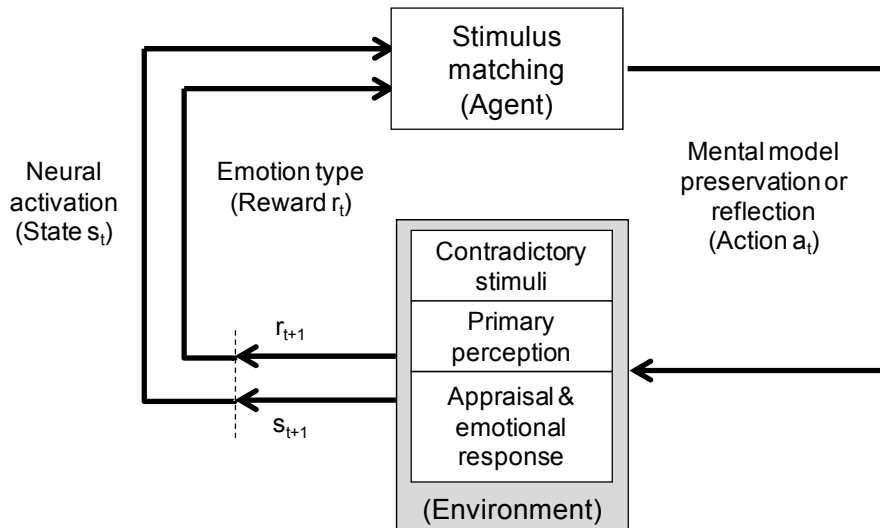 Stimulus
matching
(Agent)
Neural
activation
(State sₜ)
Emotion type
(Reward rₜ)
Mental model
preservation or
reflection
(Action aₜ)
Contradictory
stimuli
Primary
perception
Appraisal &
emotional
response
(Environment)
rₜ₊₁
sₜ₊₁